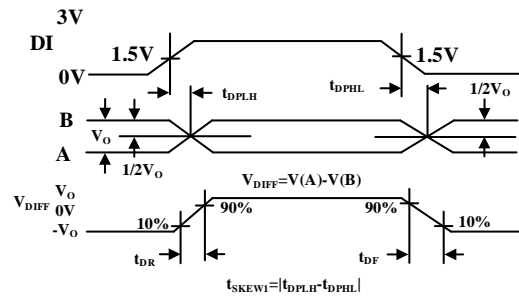 3V
DI
1.5V
1.5V
0V
tDPLH
tDPHL
1/2VO
B
VO
A
1/2VO
VDIFF=V(A)-V(B)
VO
VDIFF
0V
90%
90%
-VO
10%
10%
tDR
tDF
tSKEW1=|tDPLH-tDPHL|